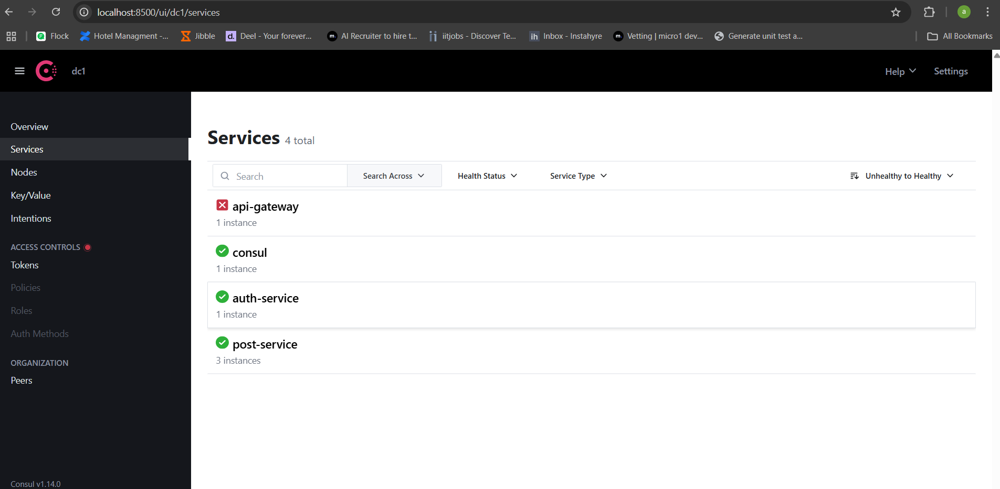 localhost:8500/ui/dc1/services
a
Flock
Hotel Managment -...
Jibble
d. Deel - Your forever...
m. AI Recruiter to hire t...
iitjobs - Discover Te...
ih Inbox - Instahyre
m. Vetting | micro1 dev...
Generate unit test a...
All Bookmarks
dc1
Help
Settings
Overview
Services
Nodes
Key/Value
Intentions
ACCESS CONTROLS
Tokens
Policies
Roles
Auth Methods
ORGANIZATION
Peers
Consul v1.14.0
Services 4 total
Search
Search Across
Health Status
Service Type
Unhealthy to Healthy
api-gateway
1 instance
consul
1 instance
auth-service
1 instance
post-service
3 instances